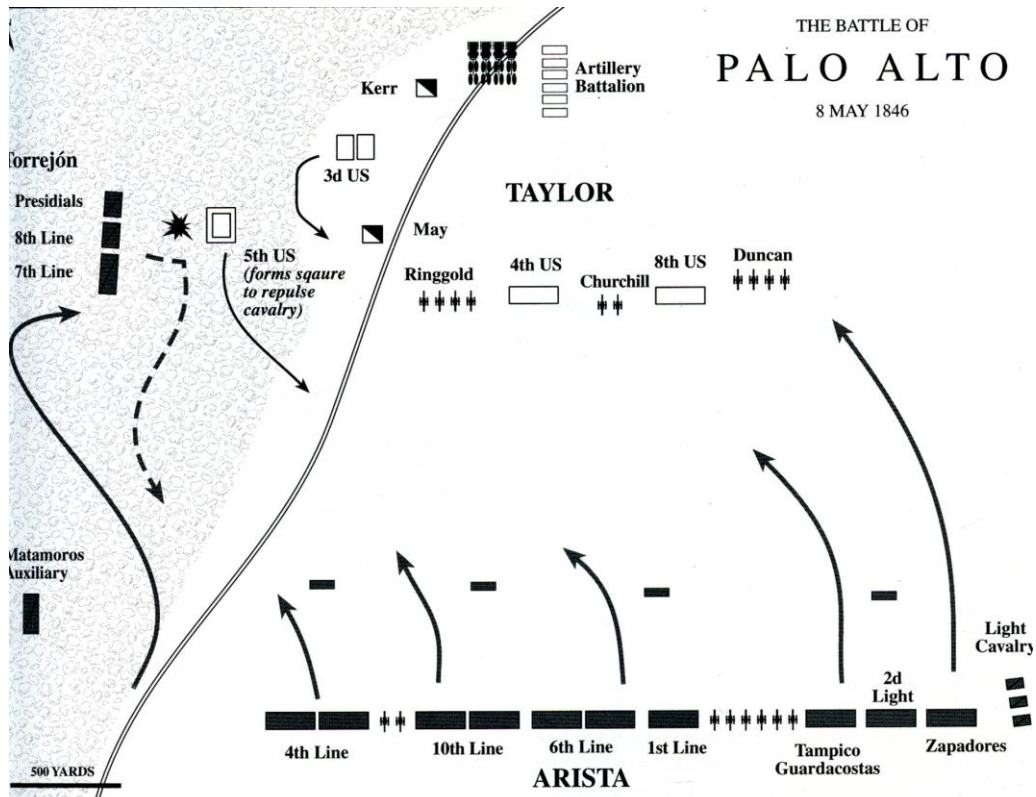 THE BATTLE OF
PALO ALTO
8 MAY 1846
Artillery
Battalion
Kerr
3d US
TAYLOR
Torrejón
Presidials
8th Line
7th Line
5th US
(forms sqaure
to repulse
cavalry)
May
Ringgold
4th US
Churchill
8th US
Duncan
Matamoros
Auxiliary
Light
Cavalry
2d
Light
4th Line
10th Line
6th Line
1st Line
Tampico
Guardacostas
Zapadores
500 YARDS
ARISTA